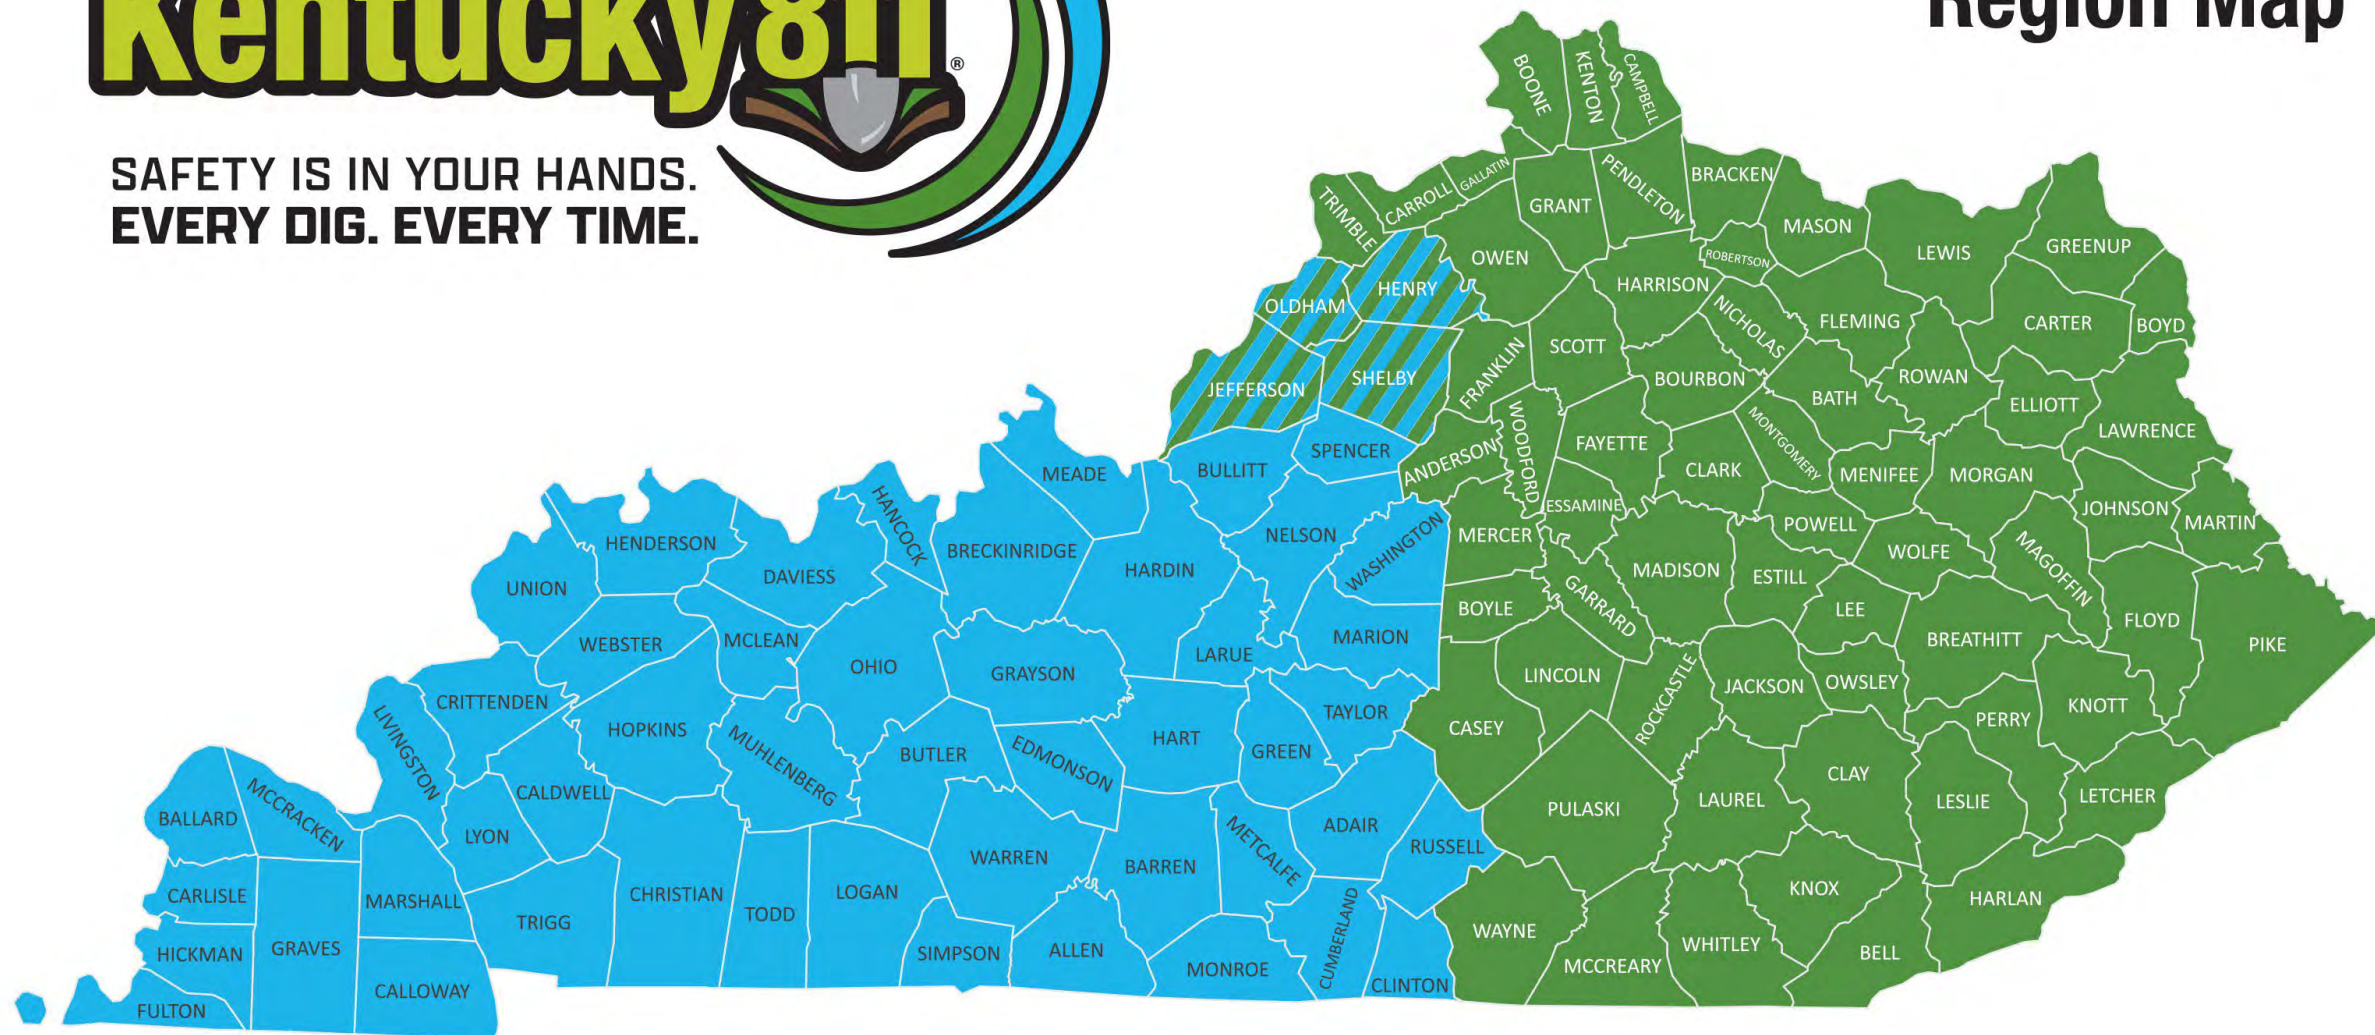 Kentucky811®
Region Map
SAFETY IS IN YOUR HANDS.
EVERY DIG. EVERY TIME.
BOONE
KENTON
CAMPBELL
GALLATIN
CARROLL
TRIMBLE
GRANT
PENDLETON
BRACKEN
MASON
ROBERTSON
LEWIS
GREENUP
OWEN
HENRY
OLDHAM
HARRISON
NICHOLAS
FLEMING
CARTER
BOYD
JEFFERSON
SHELBY
FRANKLIN
SCOTT
BOURBON
BATH
ROWAN
ELLIOTT
LAWRENCE
SPENCER
BULLITT
ANDERSON
WOODFORD
FAYETTE
CLARK
MONTGOMERY
MENIFEE
MORGAN
JOHNSON
MARTIN
MEADE
HANCOCK
BRECKINRIDGE
HARDIN
NELSON
WASHINGTON
MERCER
ESSAMINE
MADISON
ESTILL
POWELL
WOLFE
MAGOFFIN
FLOYD
PIKE
HENDERSON
UNION
DAVIESS
WEBSTER
MCLEAN
OHIO
GRAYSON
LARUE
MARION
BOYLE
GARRARD
LEE
BREATHITT
LINCOLN
ROCKCASTLE
JACKSON
OWSLEY
PERRY
KNOTT
CRITTENDEN
LIVINGSTON
HOPKINS
MUHLENBERG
BUTLER
EDMONSON
HART
GREEN
TAYLOR
CASEY
PULASKI
LAUREL
CLAY
LESLIE
LETCHER
BALLARD
MCCRACKEN
LYON
CALDWELL
WARREN
BARREN
METCALFE
ADAIR
RUSSELL
CARLISLE
MARSHALL
TRIGG
CHRISTIAN
TODD
LOGAN
KNOX
HARLAN
HICKMAN
GRAVES
SIMPSON
ALLEN
MONROE
CUMBERLAND
CLINTON
WAYNE
MCCREARY
WHITLEY
BELL
FULTON
CALLOWAY